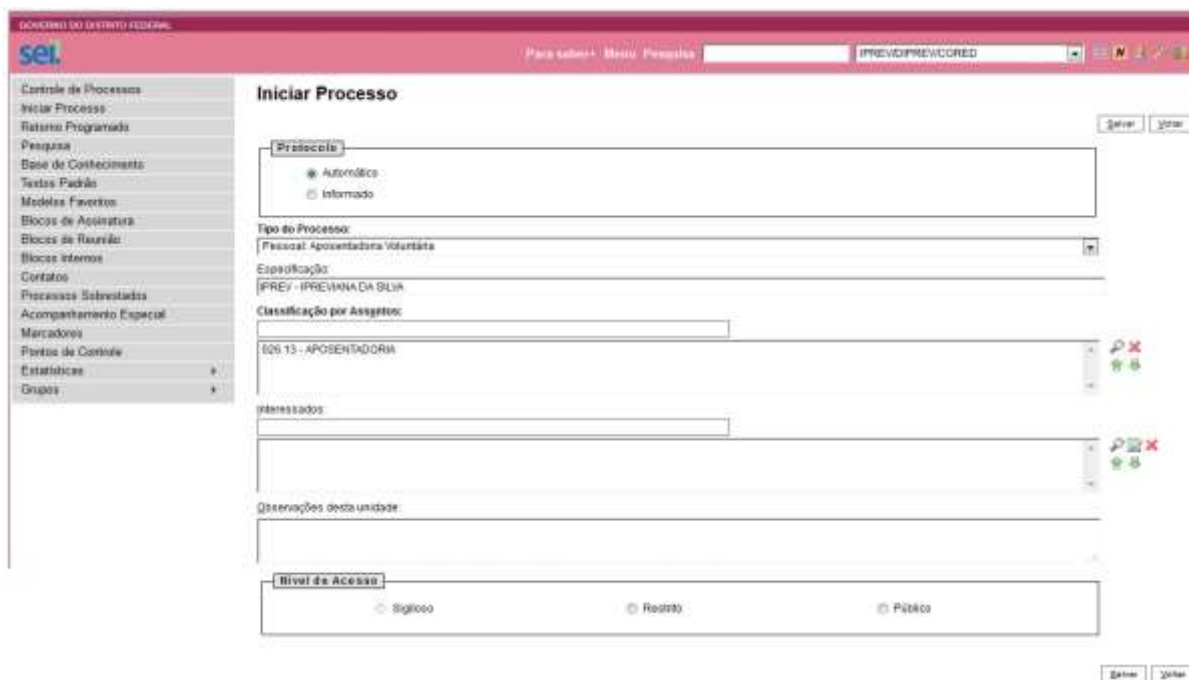 GOVERNO DO DISTRITO FEDERAL
sei.
Para saber+ Menu Pesquisa
IPREV/DIPREV/CORED
Controle de Processos
Iniciar Processo
Retorno Programado
Pesquisa
Base de Conhecimento
Textos Padrão
Modelos Favoritos
Blocos de Assinatura
Blocos de Reunião
Blocos Internos
Contatos
Processos Sobrestados
Acompanhamento Especial
Marcadores
Pontos de Controle
Estatísticas
Grupos
Iniciar Processo
Salvar Voltar
Protocolo
Automático
Informado
Tipo do Processo:
Pessoal: Aposentadoria Voluntária
Especificação:
IPREV - IPREVIANA DA SILVA
Classificação por Assuntos:
026.13 - APOSENTADORIA
Interessados:
Observações desta unidade:
Nível de Acesso
Sigiloso Restrito Público
Salvar Voltar